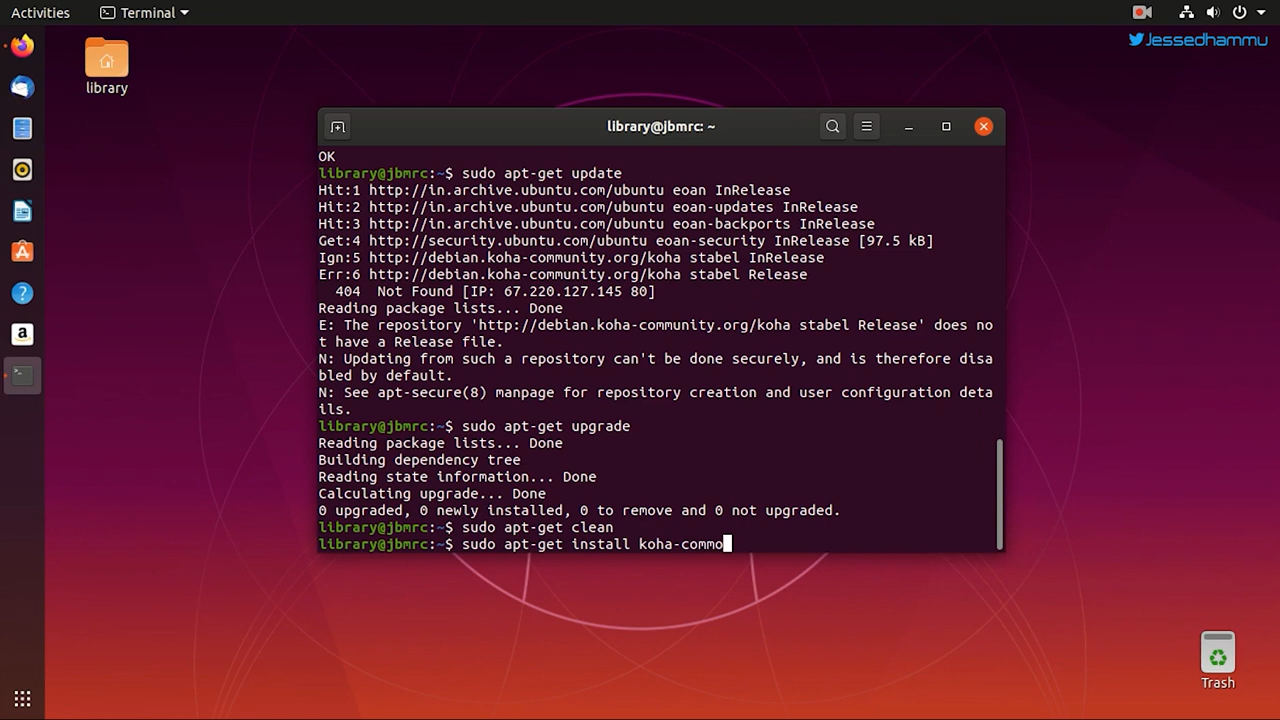 Activities
Terminal
Jessedhammu
library
library@jbmrc: ~
OK
library@jbmrc:~$ sudo apt-get update
Hit:1 http://in.archive.ubuntu.com/ubuntu eoan InRelease
Hit:2 http://in.archive.ubuntu.com/ubuntu eoan-updates InRelease
Hit:3 http://in.archive.ubuntu.com/ubuntu eoan-backports InRelease
Get:4 http://security.ubuntu.com/ubuntu eoan-security InRelease [97.5 kB]
Ign:5 http://debian.koha-community.org/koha stabel InRelease
Err:6 http://debian.koha-community.org/koha stabel Release
  404  Not Found [IP: 67.220.127.145 80]
Reading package lists... Done
E: The repository 'http://debian.koha-community.org/koha stabel Release' does no
t have a Release file.
N: Updating from such a repository can't be done securely, and is therefore disa
bled by default.
N: See apt-secure(8) manpage for repository creation and user configuration deta
ils.
library@jbmrc:~$ sudo apt-get upgrade
Reading package lists... Done
Building dependency tree
Reading state information... Done
Calculating upgrade... Done
0 upgraded, 0 newly installed, 0 to remove and 0 not upgraded.
library@jbmrc:~$ sudo apt-get clean
library@jbmrc:~$ sudo apt-get install koha-commo
Trash